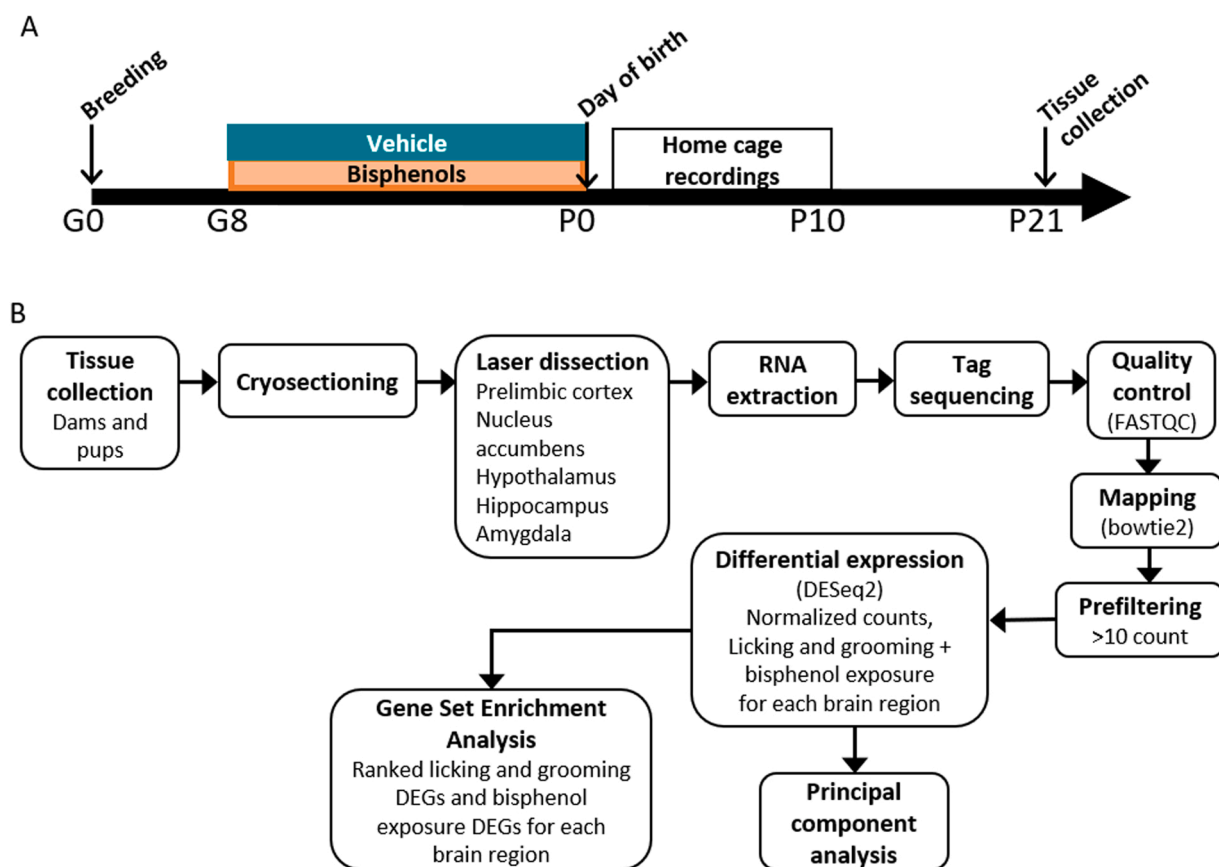 A
Breeding
Day of birth
Tissue
collection
Vehicle
Bisphenols
Home cage
recordings
G0
G8
P0
P10
P21
B
Tissue
collection
Dams and
pups
Cryosectioning
Laser dissection
Prelimbic cortex
Nucleus
accumbens
Hypothalamus
Hippocampus
Amygdala
RNA
extraction
Tag
sequencing
Quality
control
(FASTQC)
Mapping
(bowtie2)
Prefiltering
>10 count
Differential expression
(DESeq2)
Normalized counts,
Licking and grooming +
bisphenol exposure
for each brain region
Gene Set Enrichment
Analysis
Ranked licking and grooming
DEGs and bisphenol
exposure DEGs for each
brain region
Principal
component
analysis